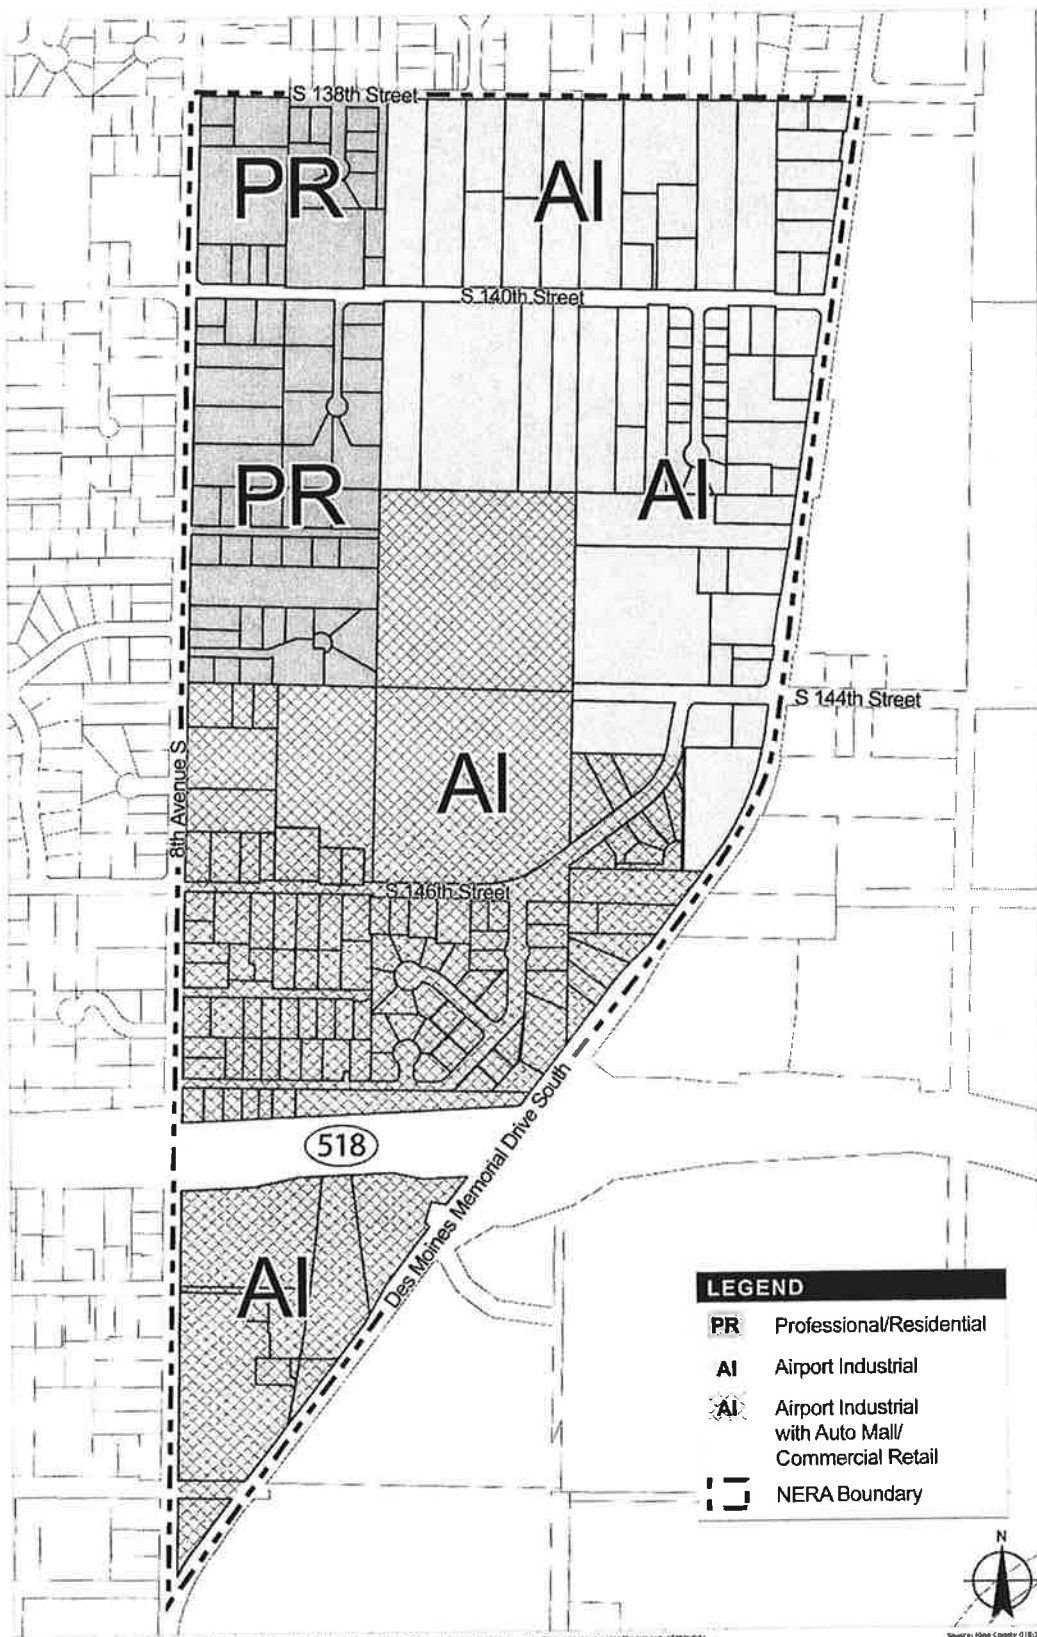 S 138th Street
PR
AI
S 140th Street
PR
AI
S 144th Street
8th Avenue S
AI
S 146th Street
518
Des Moines Memorial Drive South
AI
LEGEND
PR Professional/Residential
AI Airport Industrial
AI Airport Industrial
with Auto Mall/
Commercial Retail
NERA Boundary
N